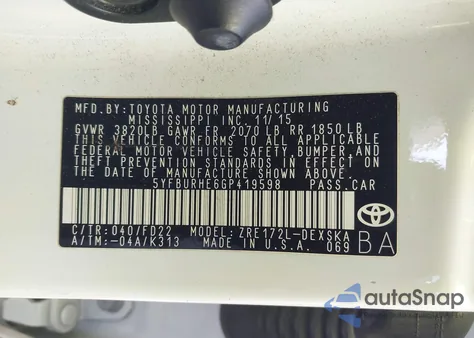 MFD.BY:TOYOTA MOTOR MANUFACTURING
MISSISSIPPI INC. 11/15
GVWR 3820LB GAWR FR 2070 LB RR 1850 LB
THIS VEHICLE CONFORMS TO ALL APPLICABLE
FEDERAL MOTOR VEHICLE SAFETY, BUMPER, AND
THEFT PREVENTION STANDARDS IN EFFECT ON
THE DATE OF MANUFACTURE SHOWN ABOVE.
5YFBURHE6GP419598 PASS.CAR
C/TR:040/FD22 MODEL:ZRE172L-DEXSKA
A/TM:-04A/K313 MADE IN U.S.A. 069
TOYOTA
BA
autoSnap